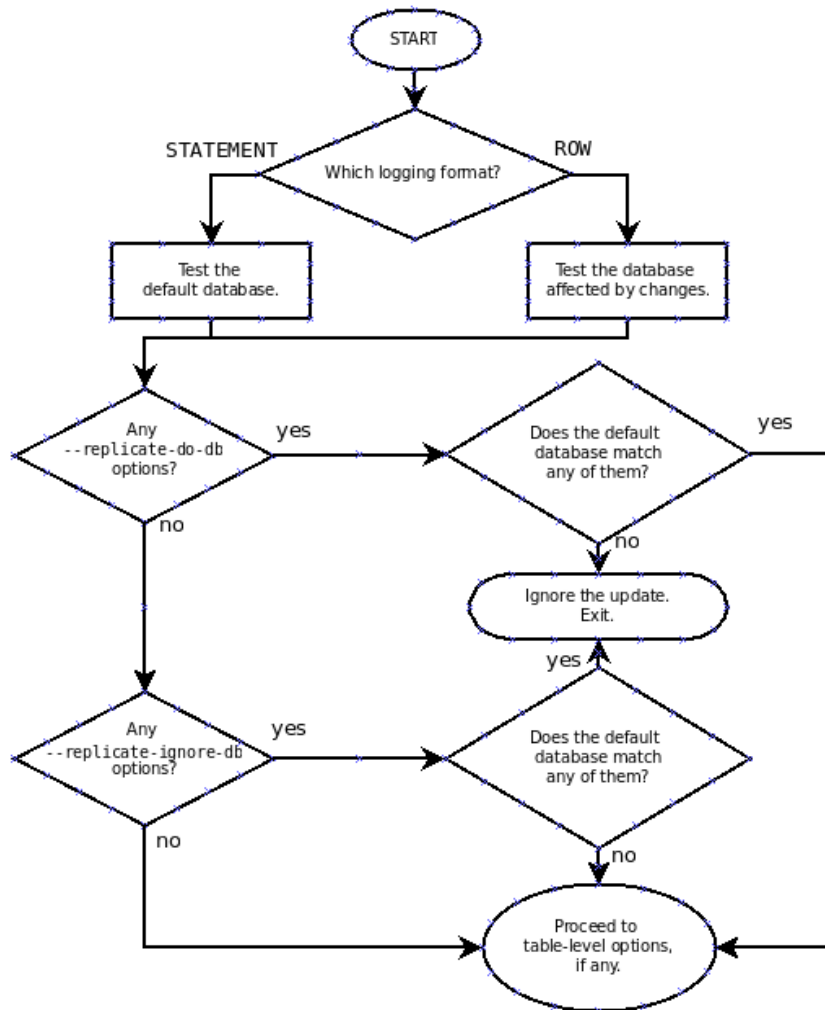 START
STATEMENT
ROW
Which logging format?
Test the
default database.
Test the database
affected by changes.
Any
--replicate-do-db
options?
yes
Does the default
database match
any of them?
yes
no
no
Ignore the update.
Exit.
yes
Any
--replicate-ignore-db
options?
yes
Does the default
database match
any of them?
no
no
Proceed to
table-level options,
if any.